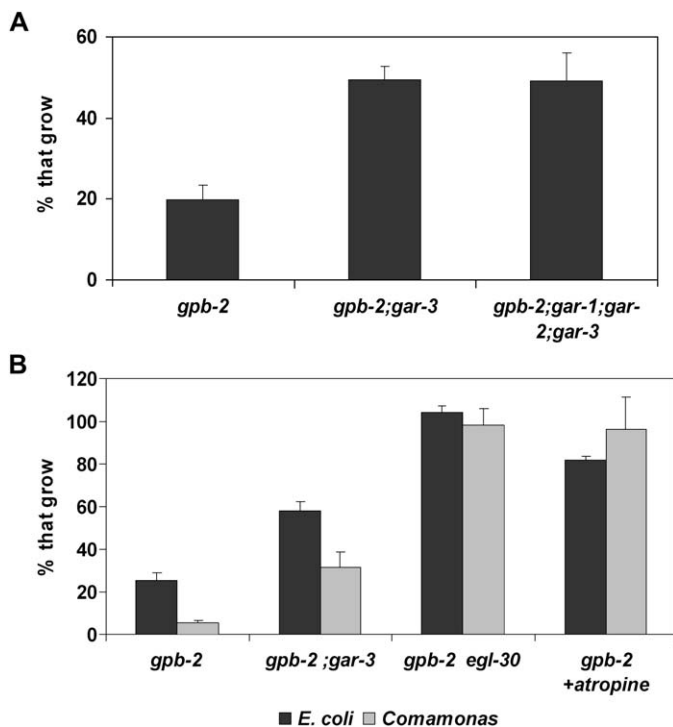 A
% that grow
60
40
20
0
gpb-2
gpb-2;gar-3
gpb-2;gar-1;gar-
2;gar-3
B
% that grow
120
100
80
60
40
20
0
gpb-2
gpb-2 ;gar-3
gpb-2 egl-30
gpb-2
+atropine
E. coli Comamonas